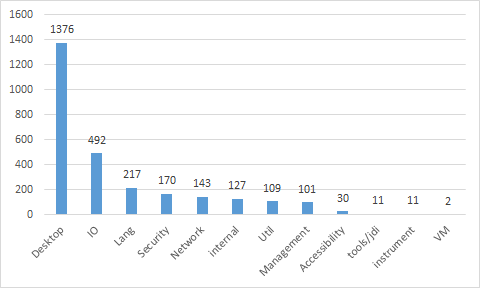 1600
1400
1200
1000
800
600
400
200
0
1376
492
217
170
143
127
109
101
30
11
11
2
Desktop
IO
Lang
Security
Network
internal
Util
Management
Accessibility
tools/jdi
instrument
VM